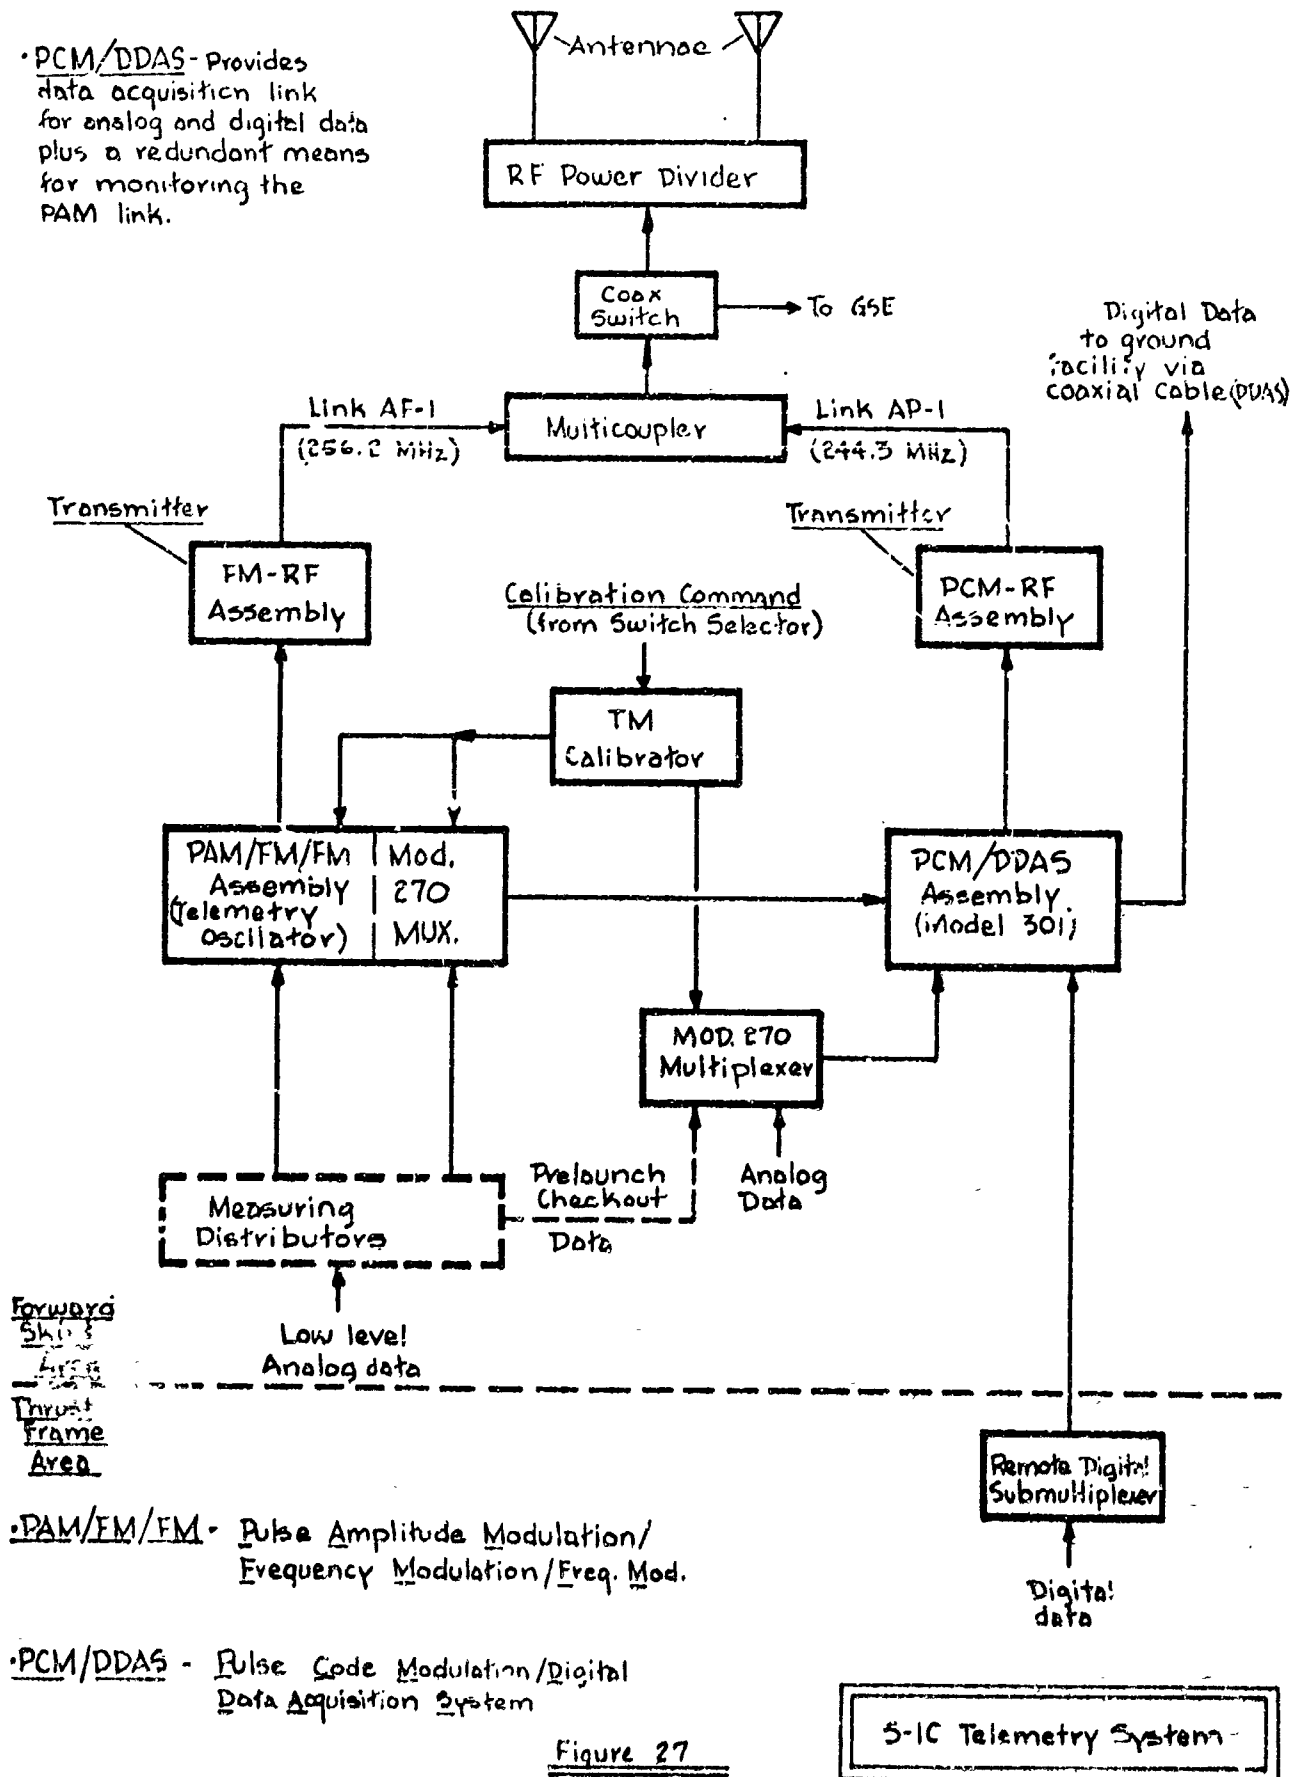 Antennae
·PCM/DDAS - Provides
data acquisition link
for analog and digital data
plus a redundant means
for monitoring the
PAM link.
RF Power Divider
Coax
Switch
To GSE
Digital Data
to ground
facility via
Coaxial Cable (DDAS)
Link AF-1
(256.2 MHz)
Multicoupler
Link AP-1
(244.3 MHz)
Transmitter
Transmitter
FM-RF
Assembly
PCM-RF
Assembly
Calibration Command
(from Switch Selector)
TM
Calibrator
PAM/FM/FM
Assembly
(Telemetry
Oscilator)
Mod.
270
MUX.
PCM/DDAS
Assembly.
(Model 301)
MOD. 270
Multiplexer
Prelaunch
Checkout
Data
Analog
Data
Measuring
Distributors
Low level
Analog data
Forward
Skirt
Area
Thrust
Frame
Area
Remote Digital
Submultiplexer
Digital
data
·PAM/FM/FM - Pulse Amplitude Modulation/
Frequency Modulation/Freq. Mod.
·PCM/DDAS - Pulse Code Modulation/Digital
Data Acquisition System
S-IC Telemetry System
Figure 27